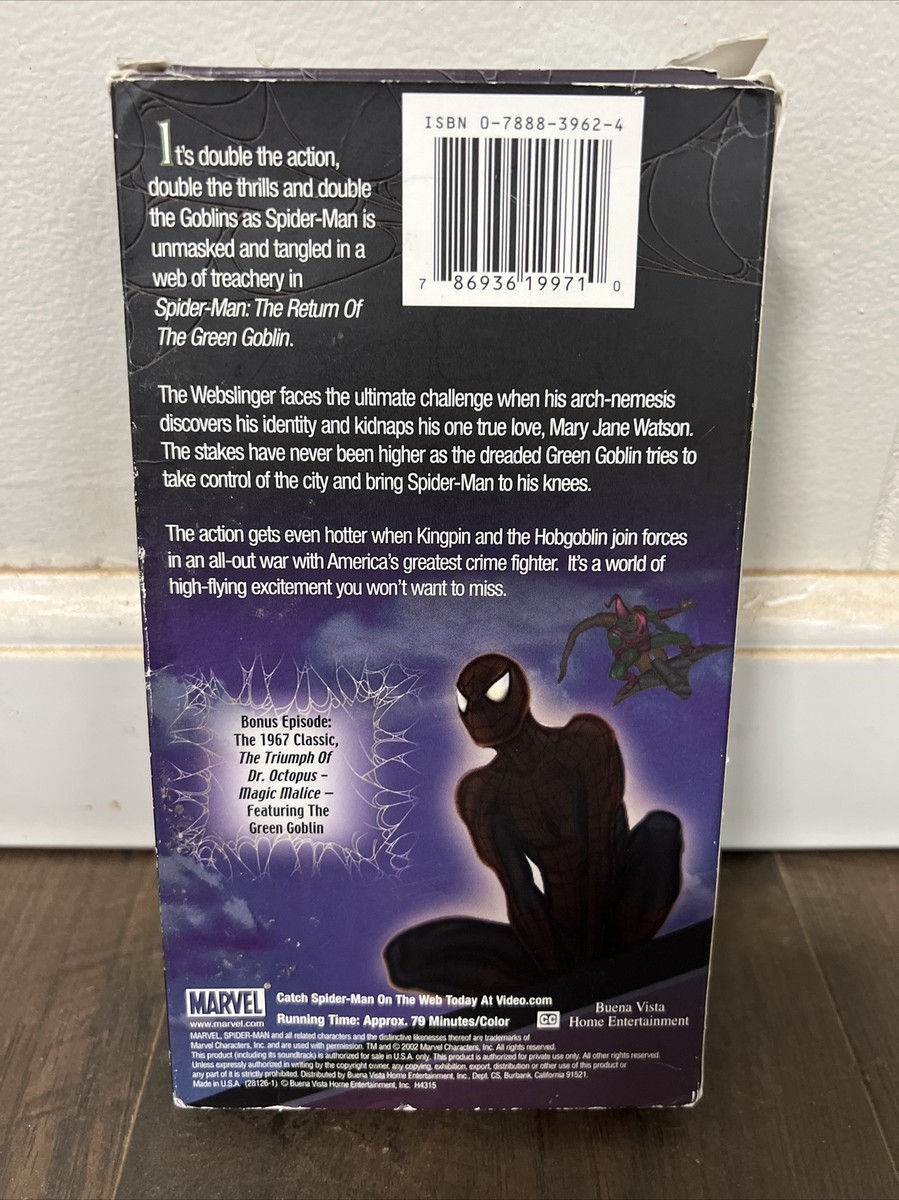 It's double the action,
double the thrills and double
the Goblins as Spider-Man is
unmasked and tangled in a
web of treachery in
Spider-Man: The Return Of
The Green Goblin.
ISBN 0-7888-3962-4
7 86936 19971 0
The Webslinger faces the ultimate challenge when his arch-nemesis
discovers his identity and kidnaps his one true love, Mary Jane Watson.
The stakes have never been higher as the dreaded Green Goblin tries to
take control of the city and bring Spider-Man to his knees.
The action gets even hotter when Kingpin and the Hobgoblin join forces
in an all-out war with America's greatest crime fighter. It's a world of
high-flying excitement you won't want to miss.
Bonus Episode:
The 1967 Classic,
The Triumph Of
Dr. Octopus –
Magic Malice –
Featuring The
Green Goblin
MARVEL®
www.marvel.com
Catch Spider-Man On The Web Today At Video.com
Running Time: Approx. 79 Minutes/Color
CC
Buena Vista
Home Entertainment
MARVEL, SPIDER-MAN and all related characters and the distinctive likenesses thereof are trademarks of
Marvel Characters, Inc. and are used with permission. TM and © 2002 Marvel Characters, Inc. All rights reserved.
This product (including its soundtrack) is authorized for sale in U.S.A. only. This product is authorized for private use only. All other rights reserved.
Unless expressly authorized in writing by the copyright owner, any copying, exhibition, export, distribution or other use of this product or
any part of it is strictly prohibited. Distributed by Buena Vista Home Entertainment, Inc., Dept. CS, Burbank, California 91521.
Made in U.S.A. (28126-1) © Buena Vista Home Entertainment, Inc. H4315